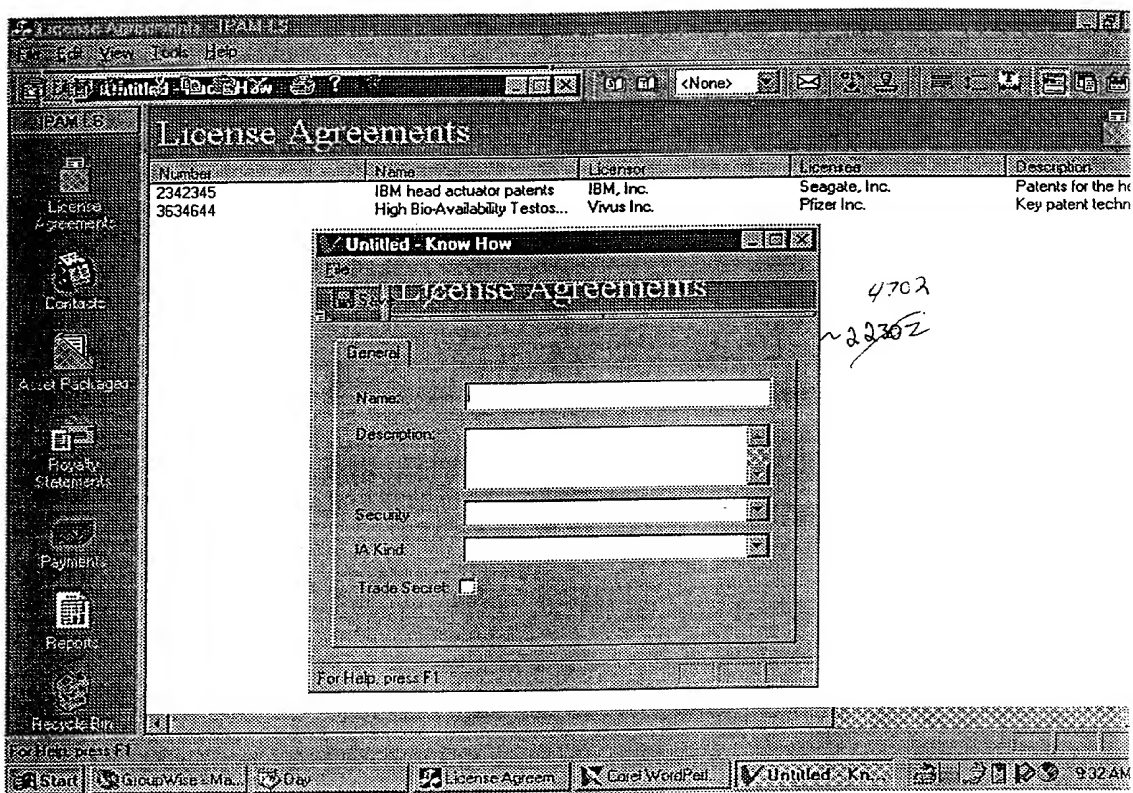 License Agreements - IPAM LS
File Edit View Tools Help
Untitled - Know How
<None>
IPAM LS
License Agreements
Number Name Licensor Licensee Description
2342345 IBM head actuator patents IBM, Inc. Seagate, Inc. Patents for the he
3634644 High Bio-Availability Testos... Vivus Inc. Pfizer Inc. Key patent techn
License Agreements
Contacts
Asset Packages
Royalty Statements
Payments
Reports
Recycle Bin
Untitled - Know How
File
License Agreements
General
Name:
Description:
Security
IA Kind
Trade Secret
For Help, press F1
4702
~ 22302
For Help, press F1
Start GroupWise - Ma... Day License Agreem Corel WordPerf... Untitled - Kn... 9:32 AM